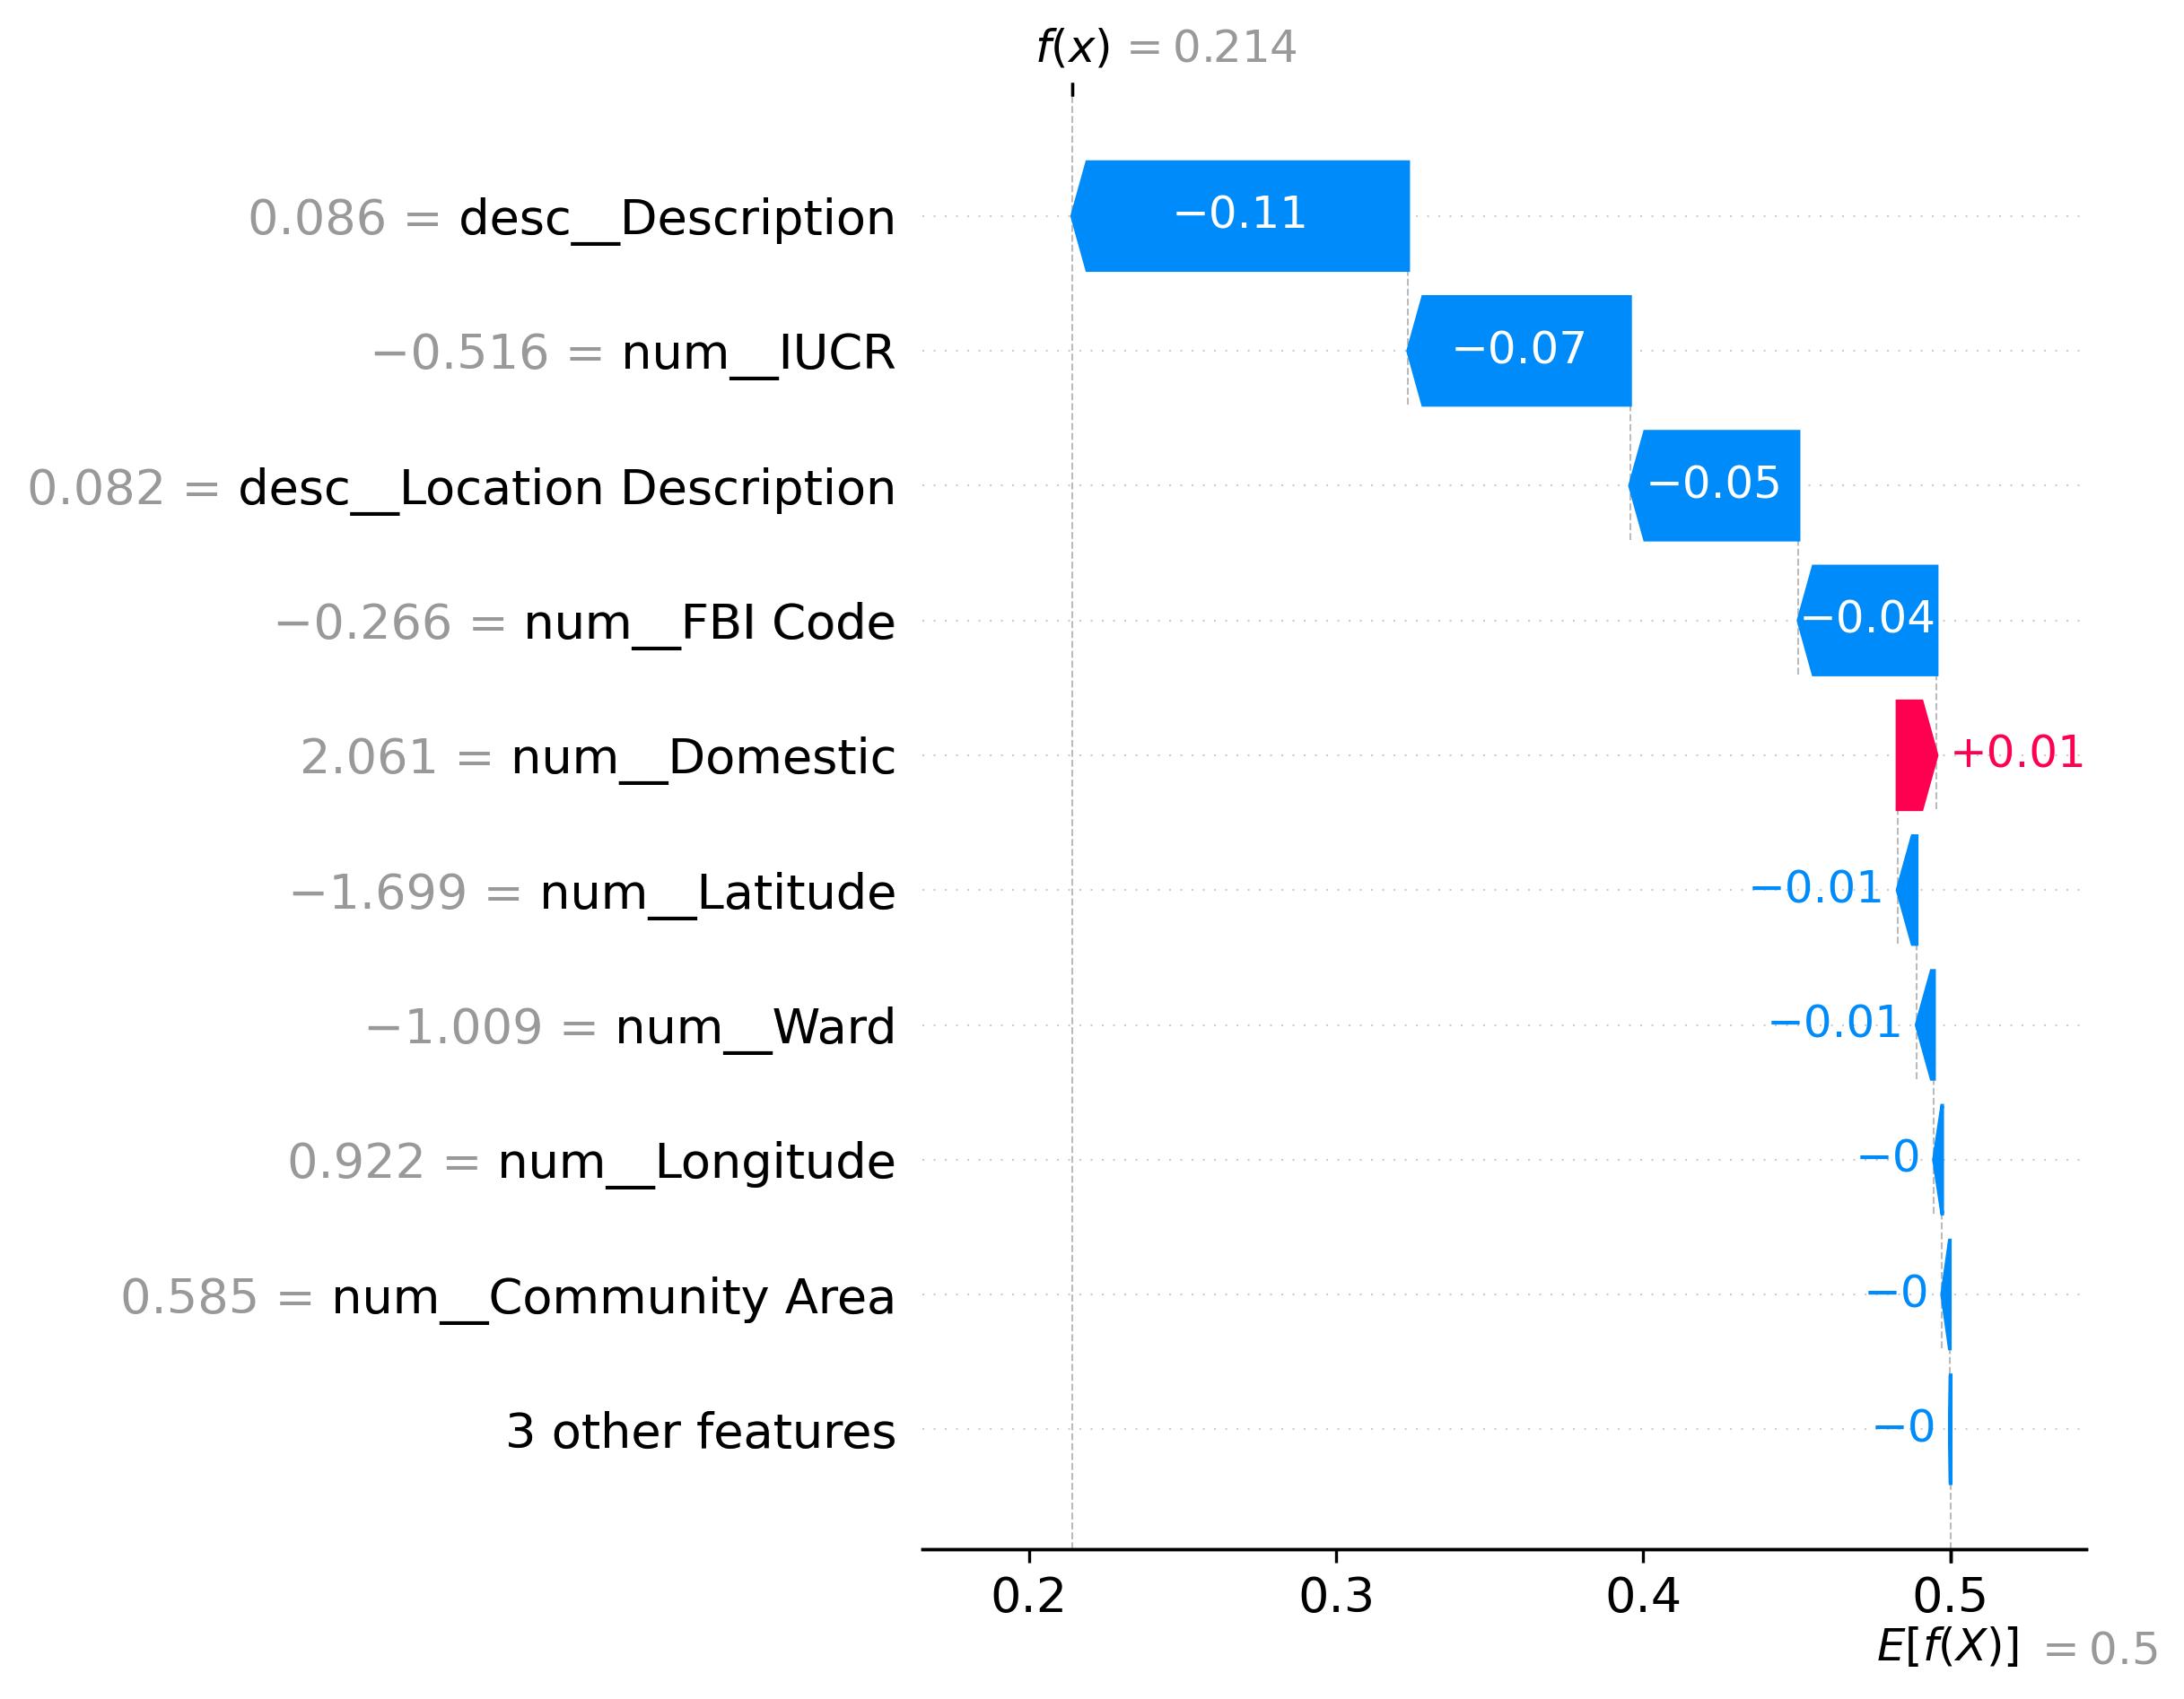 f(x) = 0.214
0.086 = desc__Description −0.11
−0.516 = num__IUCR −0.07
0.082 = desc__Location Description −0.05
−0.266 = num__FBI Code −0.04
2.061 = num__Domestic +0.01
−1.699 = num__Latitude −0.01
−1.009 = num__Ward −0.01
0.922 = num__Longitude −0
0.585 = num__Community Area −0
3 other features −0
0.2 0.3 0.4 0.5
E[f(X)] = 0.5